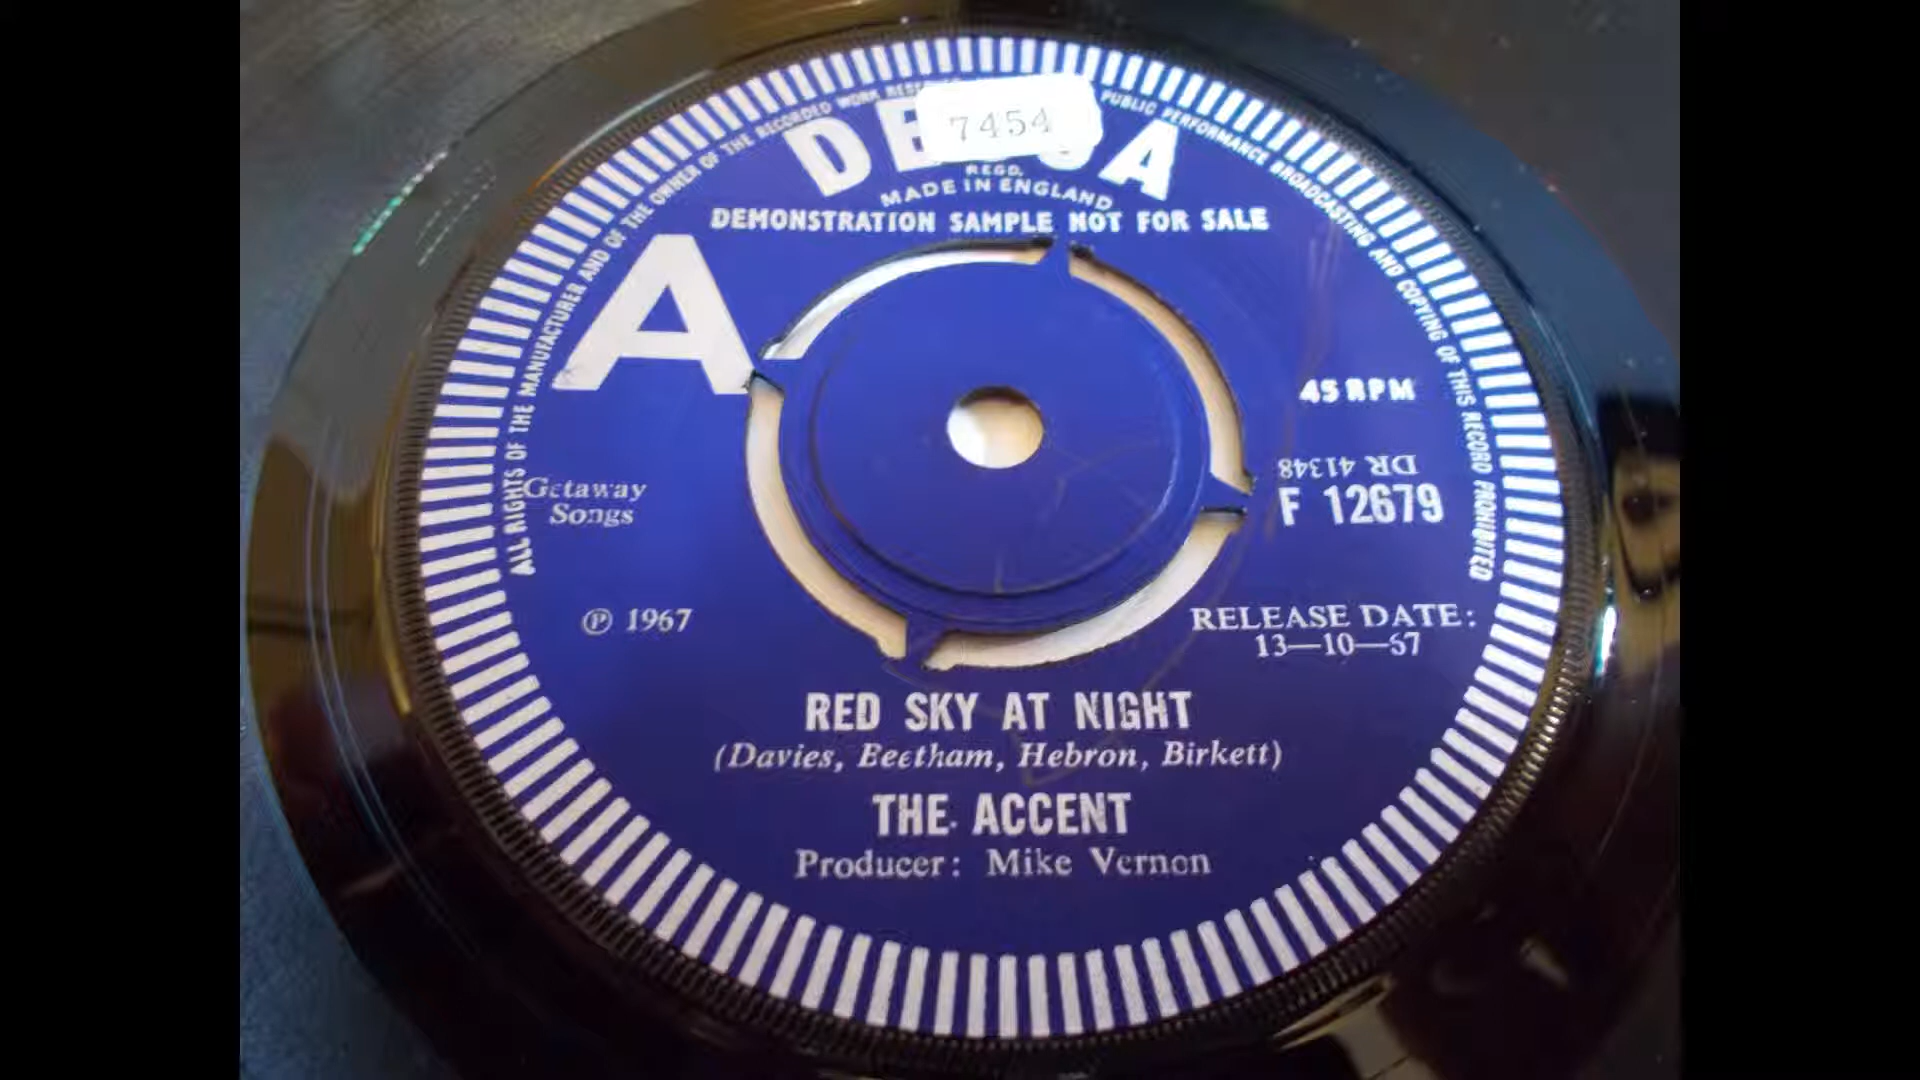 ALL RIGHTS OF THE MANUFACTURER AND OF THE OWNER OF THE RECORDED WORK
PUBLIC PERFORMANCE BROADCASTING AND COPYING OF THIS RECORD PROHIBITED
7454
REGD.
MADE IN ENGLAND
DEMONSTRATION SAMPLE NOT FOR SALE
A
45 RPM
DR 41348
F 12679
Getaway
Songs
℗ 1967
RELEASE DATE:
13—10—67
RED SKY AT NIGHT
(Davies, Beetham, Hebron, Birkett)
THE ACCENT
Producer: Mike Vernon